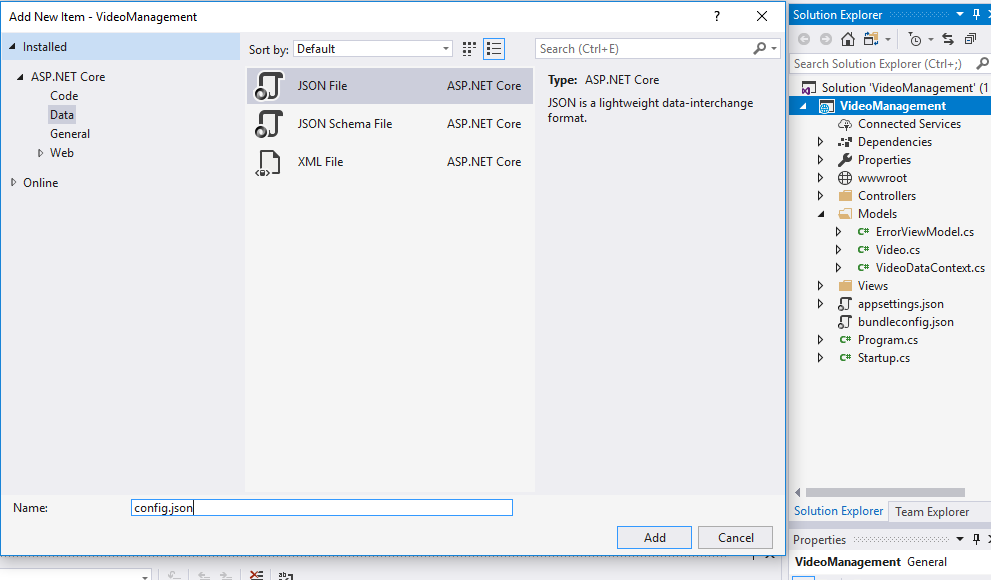 Add New Item - VideoManagement
?
Installed
ASP.NET Core
Code
Data
General
Web
Online
Sort by: Default
Search (Ctrl+E)
JSON File ASP.NET Core
JSON Schema File ASP.NET Core
XML File ASP.NET Core
Type: ASP.NET Core
JSON is a lightweight data-interchange
format.
Name: config.json
Add Cancel
Solution Explorer
Search Solution Explorer (Ctrl+;)
Solution 'VideoManagement' (1
VideoManagement
Connected Services
Dependencies
Properties
wwwroot
Controllers
Models
C# ErrorViewModel.cs
C# Video.cs
C# VideoDataContext.cs
Views
appsettings.json
bundleconfig.json
C# Program.cs
C# Startup.cs
Solution Explorer Team Explorer
Properties
VideoManagement General